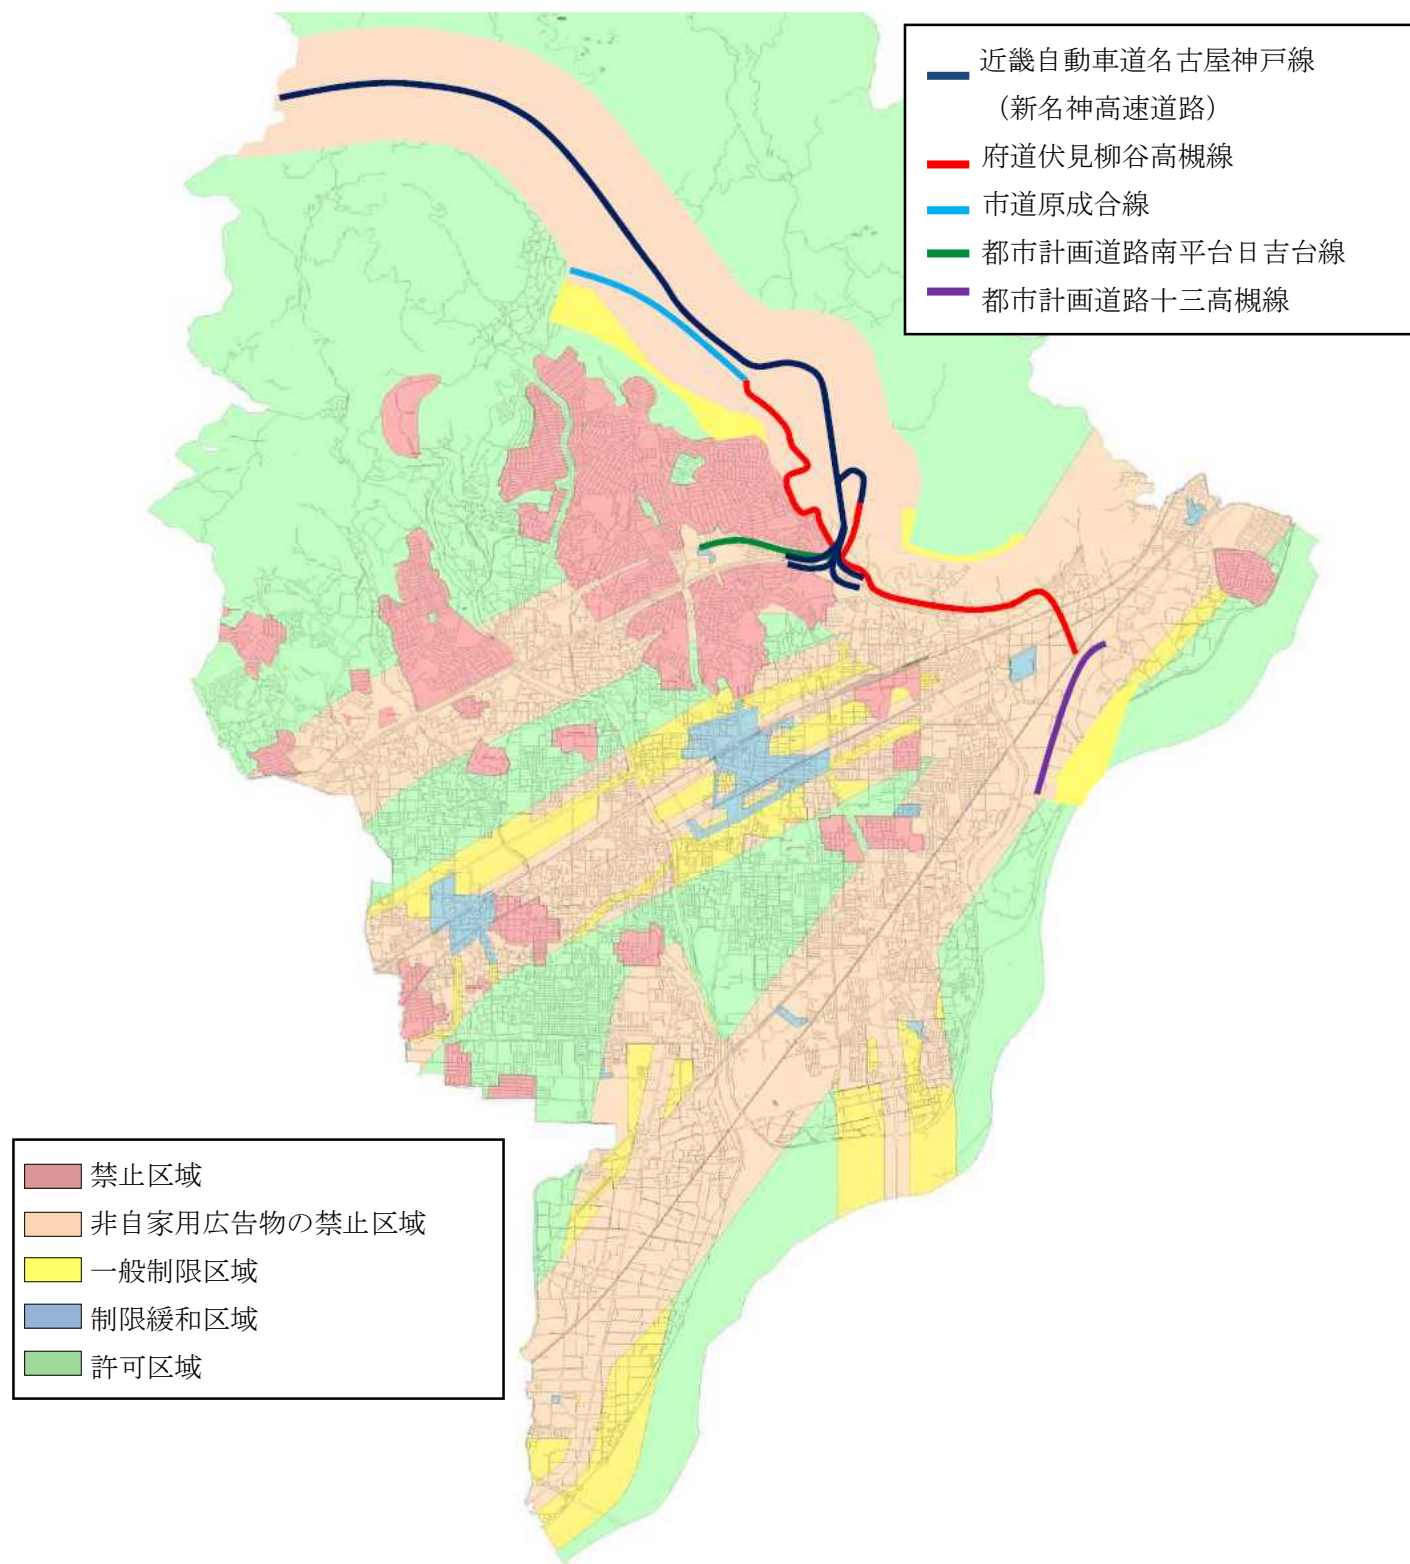 近畿自動車道名古屋神戸線
（新名神高速道路）
府道伏見柳谷高槻線
市道原成合線
都市計画道路南平台日吉台線
都市計画道路十三高槻線
禁止区域
非自家用広告物の禁止区域
一般制限区域
制限緩和区域
許可区域